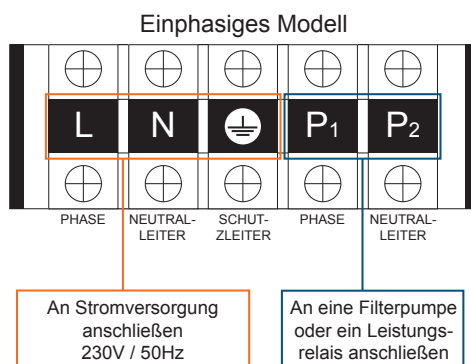 Einphasiges Modell
L N P1 P2
PHASE NEUTRAL- SCHUT- PHASE NEUTRAL-
LEITER ZLEITER LEITER
An Stromversorgung
anschließen
230V / 50Hz
An eine Filterpumpe
oder ein Leistungs-
relais anschließen